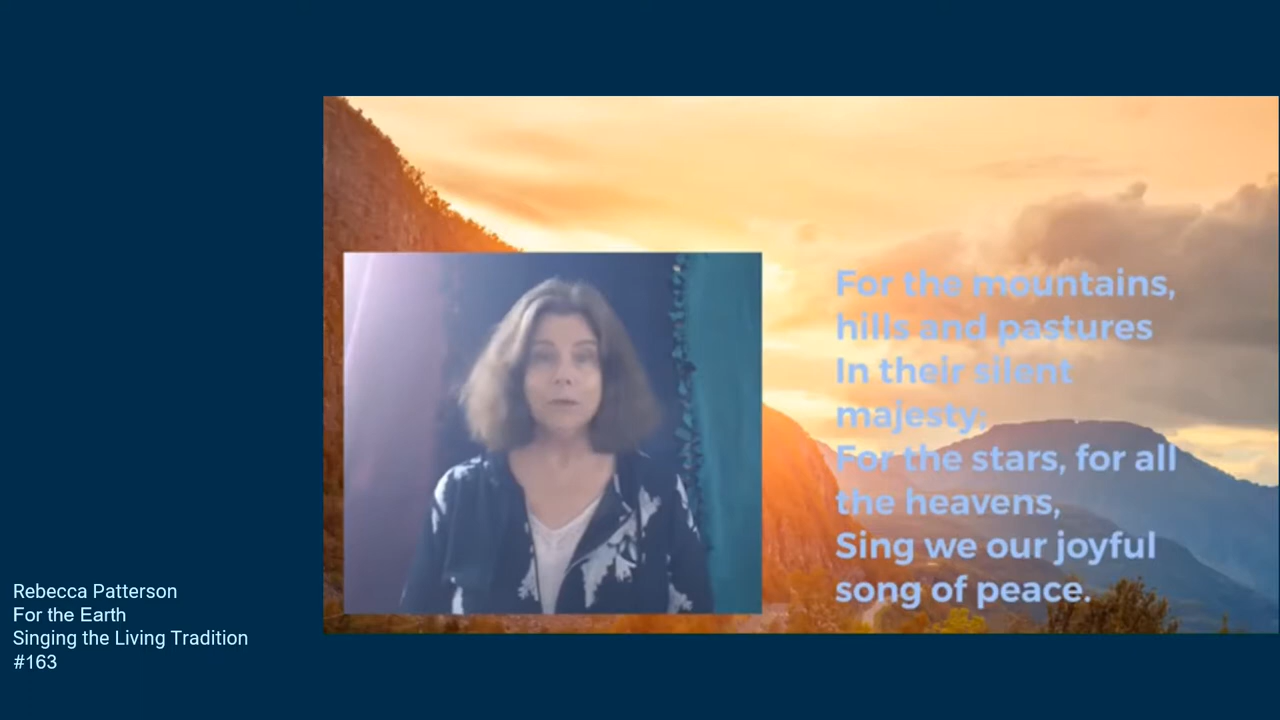 For the mountains,
hills and pastures
In their silent
majesty;
For the stars, for all
the heavens,
Sing we our joyful
song of peace.
Rebecca Patterson
For the Earth
Singing the Living Tradition
#163